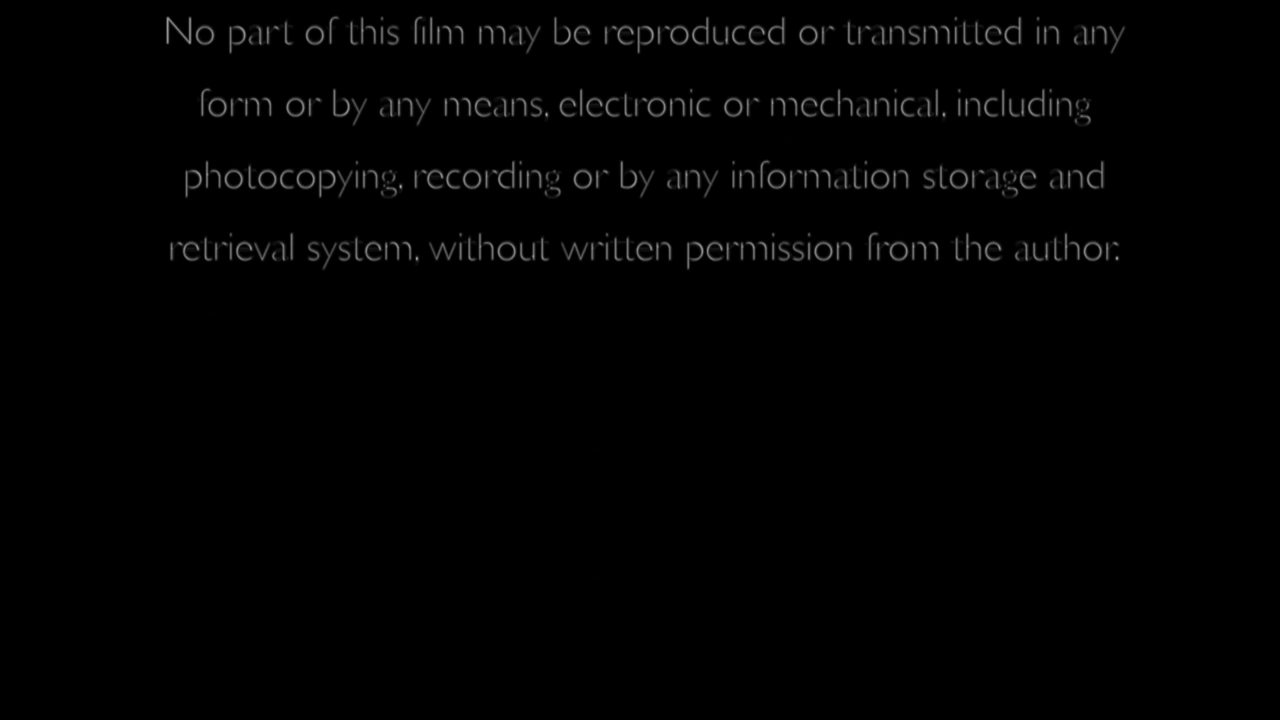 No part of this film may be reproduced or transmitted in any
form or by any means, electronic or mechanical, including
photocopying, recording or by any information storage and
retrieval system, without written permission from the author.